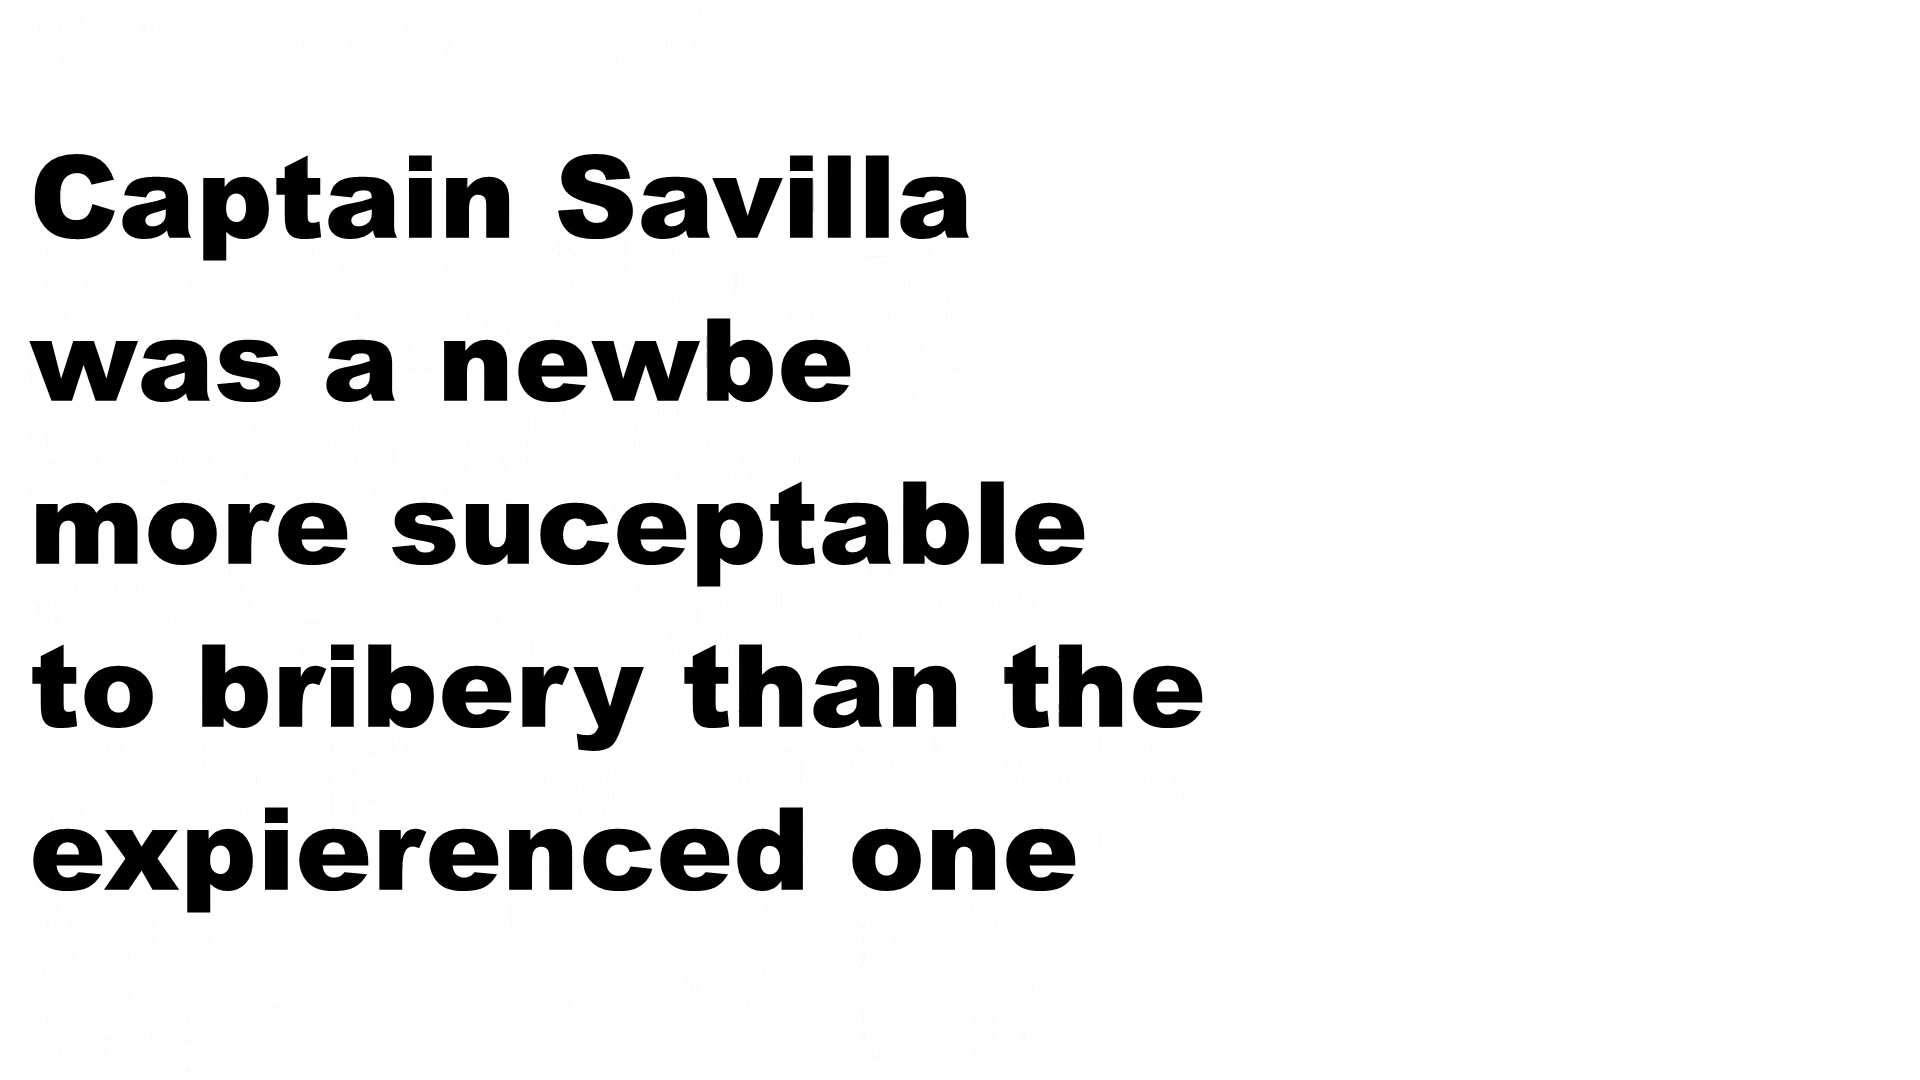 Captain Savilla
was a newbe
more suceptable
to bribery than the
expierenced one